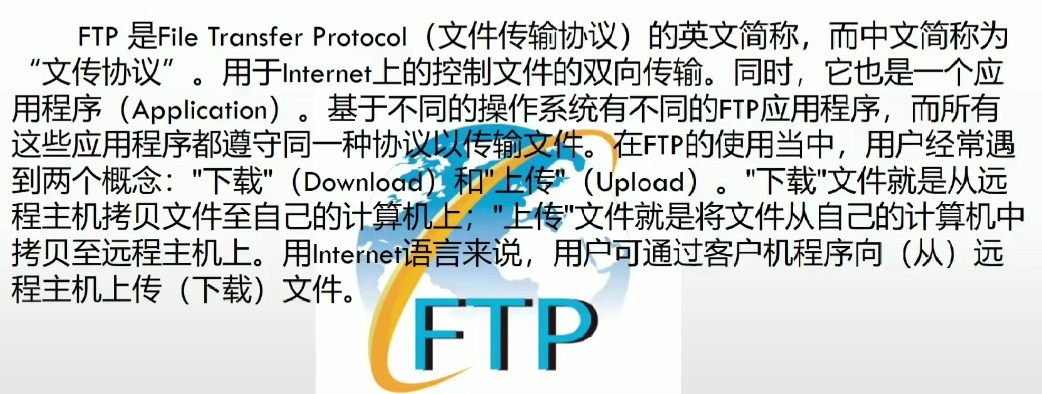 FTP 是File Transfer Protocol（文件传输协议）的英文简称，而中文简称为
“文传协议”。用于Internet上的控制文件的双向传输。同时，它也是一个应
用程序（Application）。基于不同的操作系统有不同的FTP应用程序，而所有
这些应用程序都遵守同一种协议以传输文件。在FTP的使用当中，用户经常遇
到两个概念："下载"（Download）和"上传"（Upload）。"下载"文件就是从远
程主机拷贝文件至自己的计算机上；"上传"文件就是将文件从自己的计算机中
拷贝至远程主机上。用Internet语言来说，用户可通过客户机程序向（从）远
程主机上传（下载）文件。
FTP